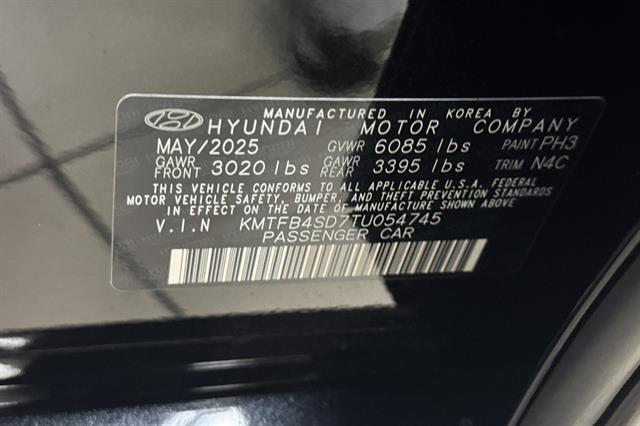 MANUFACTURED IN KOREA BY
HYUNDAI MOTOR COMPANY
MAY/2025 GVWR 6085 lbs PAINT PH3
GAWR FRONT 3020 lbs GAWR REAR 3395 lbs TRIM N4C
THIS VEHICLE CONFORMS TO ALL APPLICABLE U.S.A. FEDERAL
MOTOR VEHICLE SAFETY, BUMPER, AND THEFT PREVENTION STANDARDS
IN EFFECT ON THE DATE OF MANUFACTURE SHOWN ABOVE
V.I.N KMTFB4SD7TU054745
PASSENGER CAR